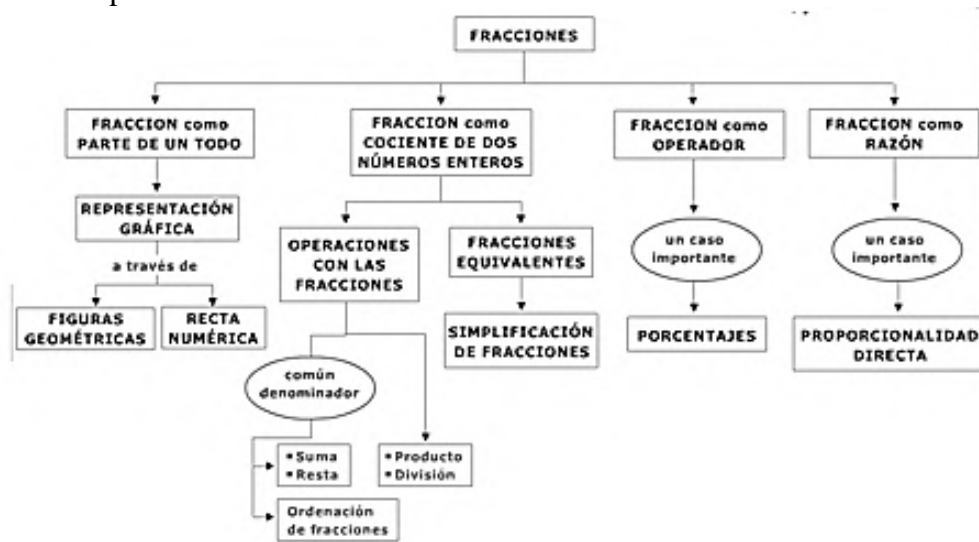 FRACCIONES
FRACCION como
PARTE DE UN TODO
FRACCION como
COCIENTE DE DOS
NÚMEROS ENTEROS
FRACCION como
OPERADOR
FRACCION como
RAZÓN
REPRESENTACIÓN
GRÁFICA
a través de
FIGURAS
GEOMÉTRICAS
RECTA
NUMÉRICA
OPERACIONES
CON LAS
FRACCIONES
FRACCIONES
EQUIVALENTES
SIMPLIFICACIÓN
DE FRACCIONES
un caso
importante
PORCENTAJES
un caso
importante
PROPORCIONALIDAD
DIRECTA
común
denominador
▪ Suma
▪ Resta
▪ Producto
▪ División
Ordenación
de fracciones